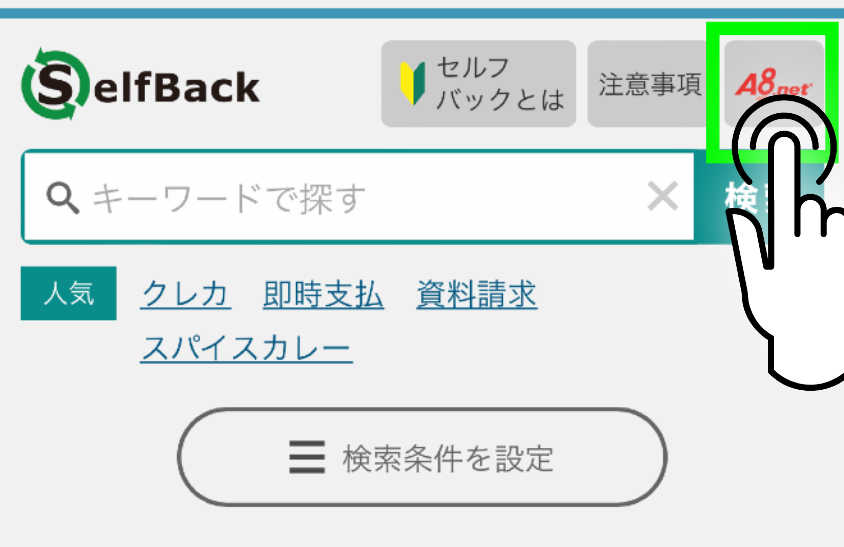 SelfBack
セルフ
バックとは
注意事項
A8.net
キーワードで探す
検
人気
クレカ
即時支払
資料請求
スパイスカレー
検索条件を設定